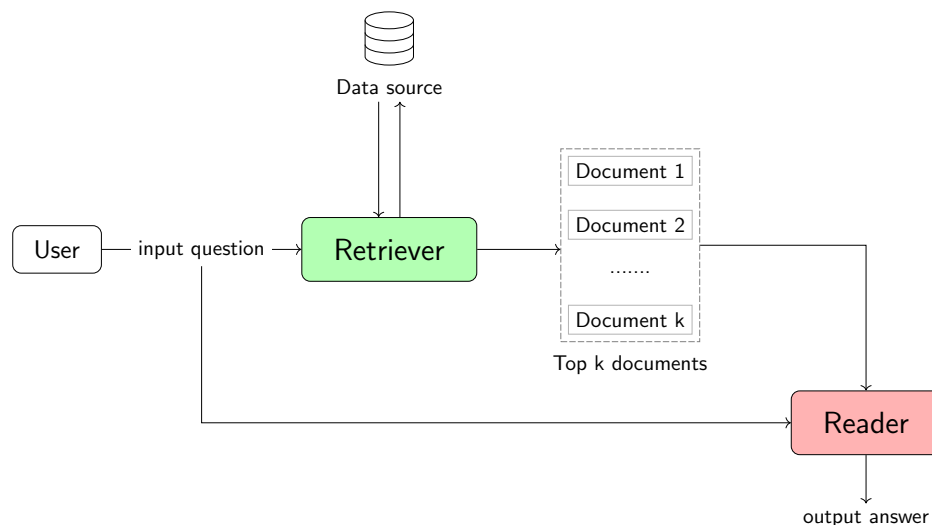 Data source
Document 1
Document 2
User
input question
Retriever
.......
Document k
Top k documents
Reader
output answer